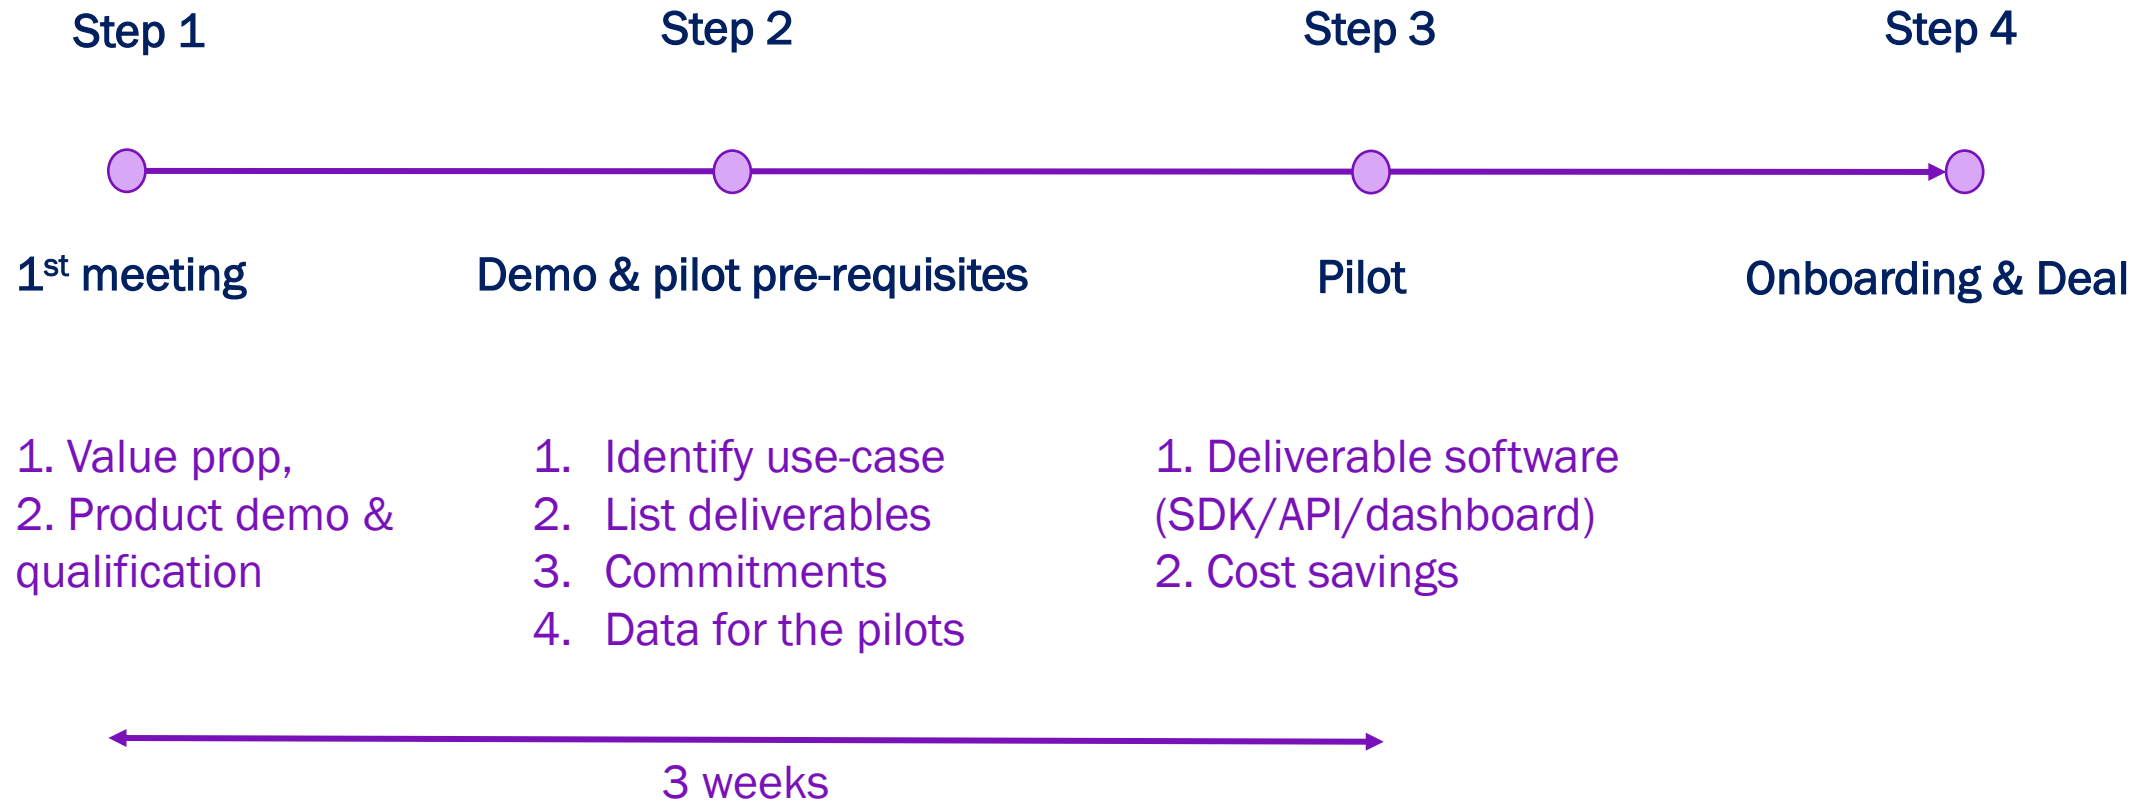 Step 1
Step 2
Step 3
Step 4
1st meeting
Demo & pilot pre-requisites
Pilot
Onboarding & Deal
1. Value prop,
2. Product demo &
qualification
1. Identify use-case
2. List deliverables
3. Commitments
4. Data for the pilots
1. Deliverable software
(SDK/API/dashboard)
2. Cost savings
3 weeks